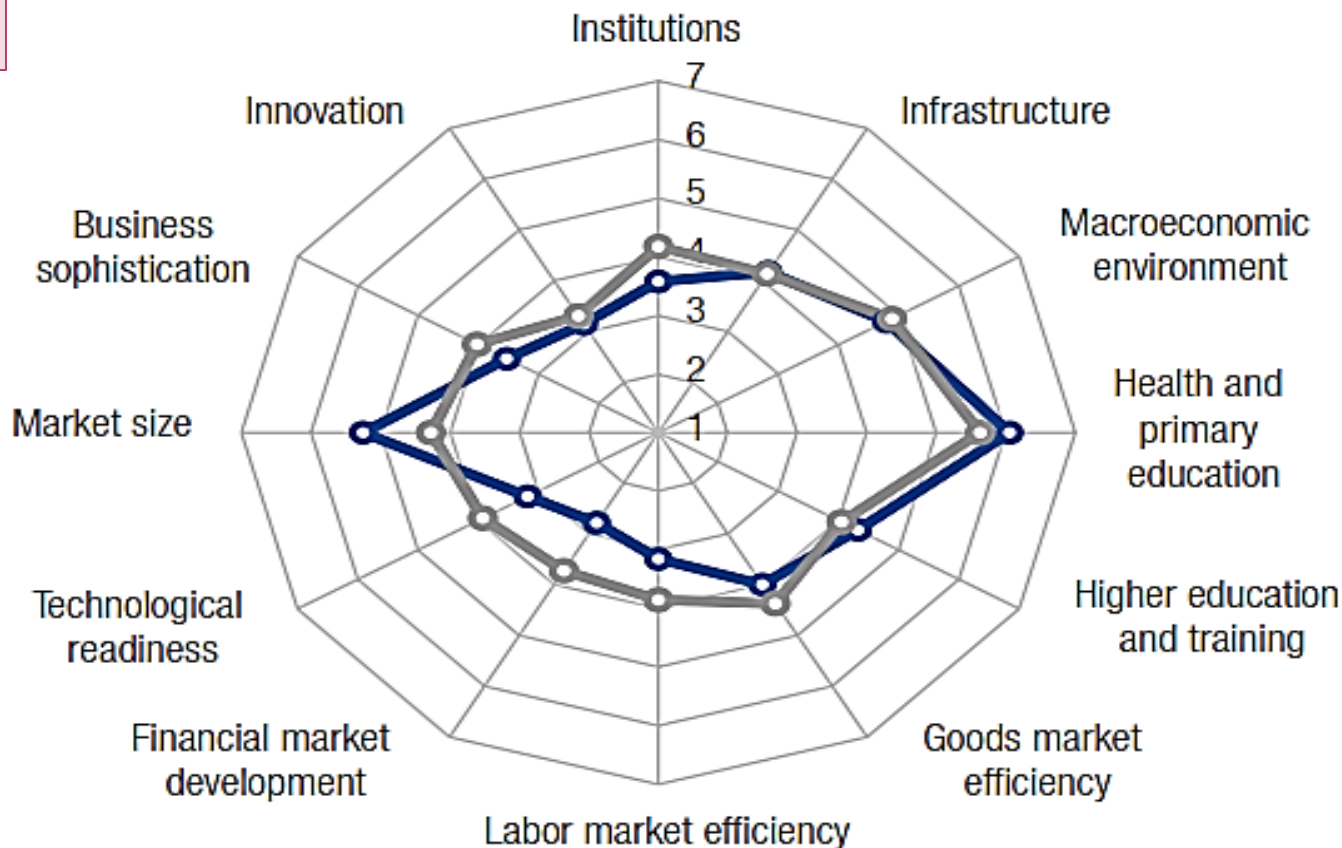 Institutions
7
Innovation
Infrastructure
6
5
Business
sophistication
Macroeconomic
environment
4
3
Health and
primary
education
2
Market size
1
Technological
readiness
Higher education
and training
Financial market
development
Goods market
efficiency
Labor market efficiency